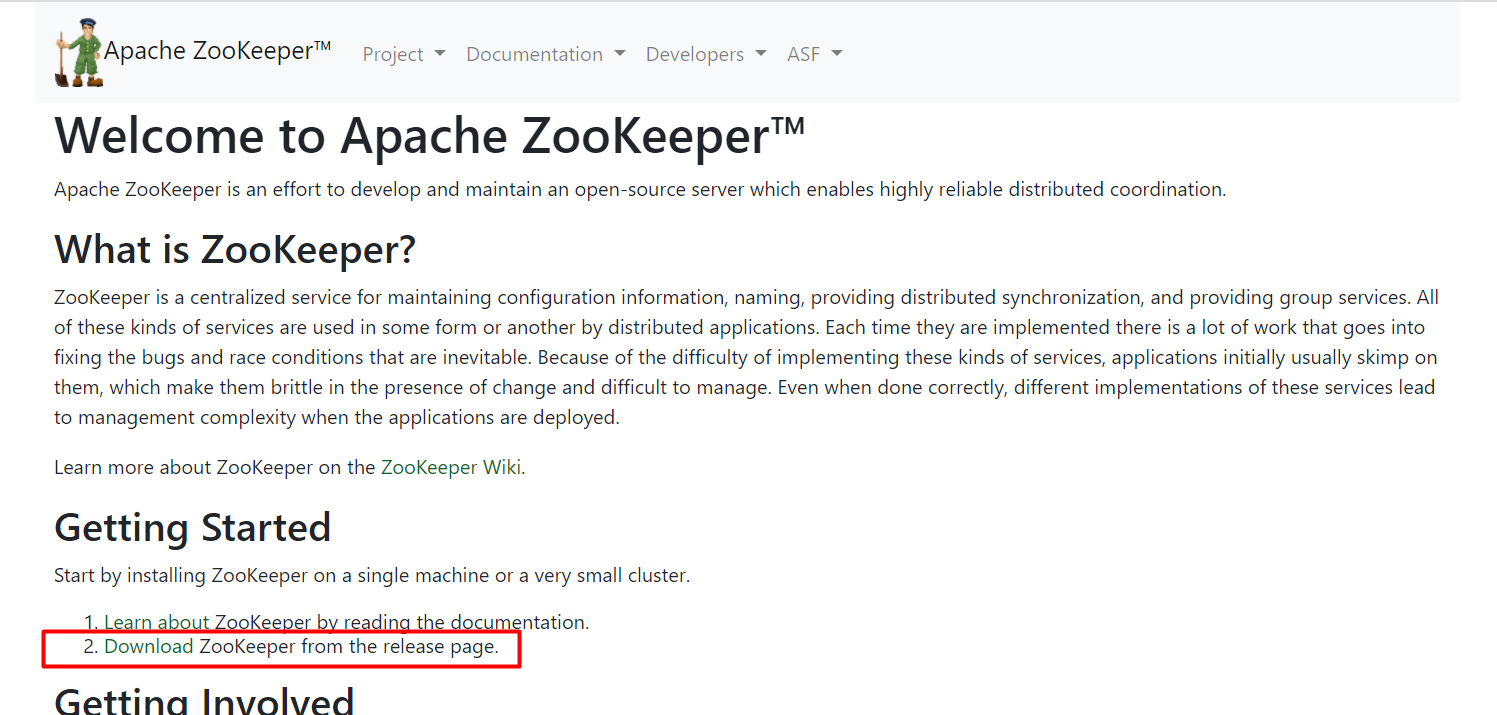 Apache ZooKeeper™ Project Documentation Developers ASF
Welcome to Apache ZooKeeper™
Apache ZooKeeper is an effort to develop and maintain an open-source server which enables highly reliable distributed coordination.
What is ZooKeeper?
ZooKeeper is a centralized service for maintaining configuration information, naming, providing distributed synchronization, and providing group services. All
of these kinds of services are used in some form or another by distributed applications. Each time they are implemented there is a lot of work that goes into
fixing the bugs and race conditions that are inevitable. Because of the difficulty of implementing these kinds of services, applications initially usually skimp on
them, which make them brittle in the presence of change and difficult to manage. Even when done correctly, different implementations of these services lead
to management complexity when the applications are deployed.
Learn more about ZooKeeper on the ZooKeeper Wiki.
Getting Started
Start by installing ZooKeeper on a single machine or a very small cluster.
1. Learn about ZooKeeper by reading the documentation.
2. Download ZooKeeper from the release page.
Getting Involved